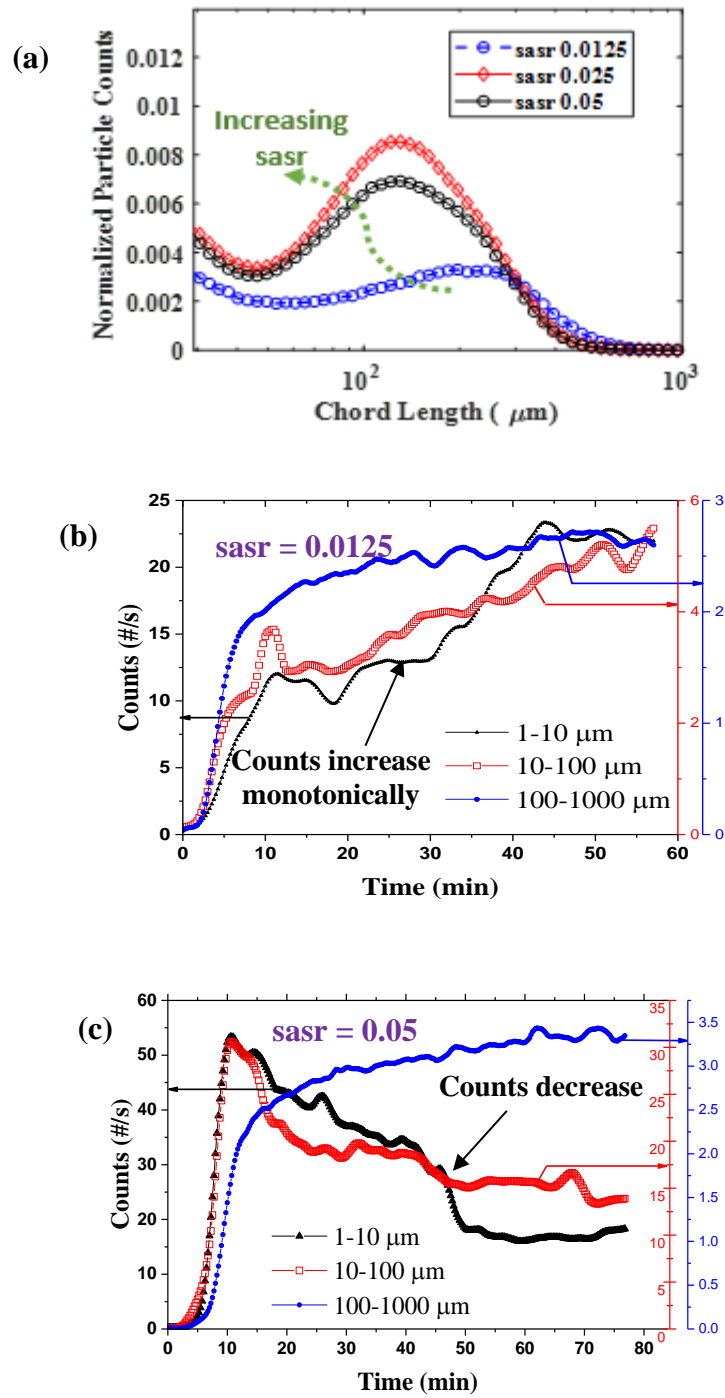 (a)
Normalized Particle Counts
0.012
0.01
0.008
0.006
0.004
0.002
0
sasr 0.0125
sasr 0.025
sasr 0.05
Increasing
sasr
10²
10³
Chord Length ( μm)
(b)
sasr = 0.0125
Counts (#/s)
25
20
15
10
5
0
6
4
2
0
3
2
1
0
Counts increase
monotonically
1-10 μm
10-100 μm
100-1000 μm
0 10 20 30 40 50 60
Time (min)
(c)
sasr = 0.05
Counts (#/s)
60
50
40
30
20
10
0
35
30
25
20
15
10
5
0
3.5
3.0
2.5
2.0
1.5
1.0
0.5
0.0
Counts decrease
1-10 μm
10-100 μm
100-1000 μm
0 10 20 30 40 50 60 70 80
Time (min)